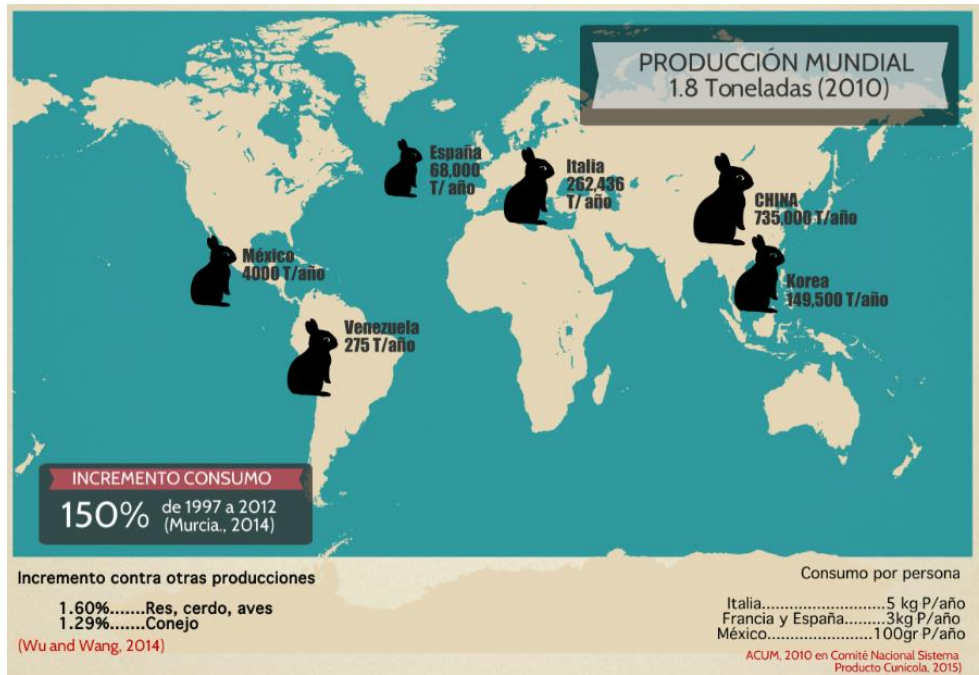 PRODUCCIÓN MUNDIAL
1.8 Toneladas (2010)
España
68,000
T/ año
Italia
262,436
T/ año
CHINA
735,000 T/año
México
4000 T/año
Korea
149,500 T/año
Venezuela
275 T/año
INCREMENTO CONSUMO
150% de 1997 a 2012
(Murcia., 2014)
Incremento contra otras producciones
1.60%.......Res, cerdo, aves
1.29%......Conejo
(Wu and Wang, 2014)
Consumo por persona
Italia...........................5 kg P/año
Francia y España.........3kg P/año
México.......................100gr P/año
ACUM, 2010 en Comité Nacional Sistema
Producto Cunicola, 2015)